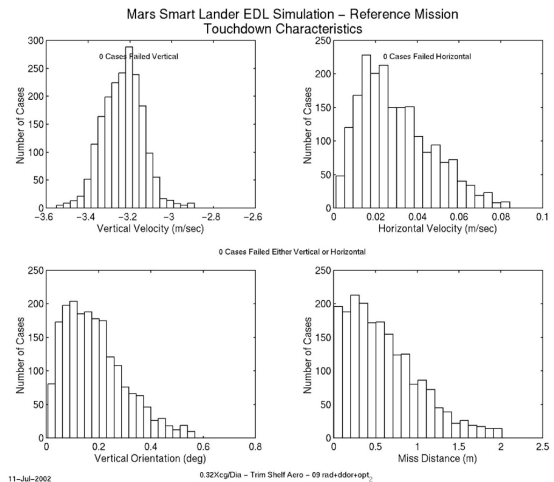 Mars Smart Lander EDL Simulation – Reference Mission
Touchdown Characteristics
300
250
200
150
100
50
0
Number of Cases
0 Cases Failed Vertical
−3.6 −3.4 −3.2 −3 −2.8 −2.6
Vertical Velocity (m/sec)
250
200
150
100
50
0
Number of Cases
0 Cases Failed Horizontal
0 0.02 0.04 0.06 0.08 0.1
Horizontal Velocity (m/sec)
0 Cases Failed Either Vertical or Horizontal
250
200
150
100
50
0
Number of Cases
0 0.2 0.4 0.6 0.8
Vertical Orientation (deg)
250
200
150
100
50
0
Number of Cases
0 0.5 1 1.5 2 2.5
Miss Distance (m)
11−Jul−2002
0.32Xcg/Dia − Trim Shelf Aero − 09 rad+ddor+opt2